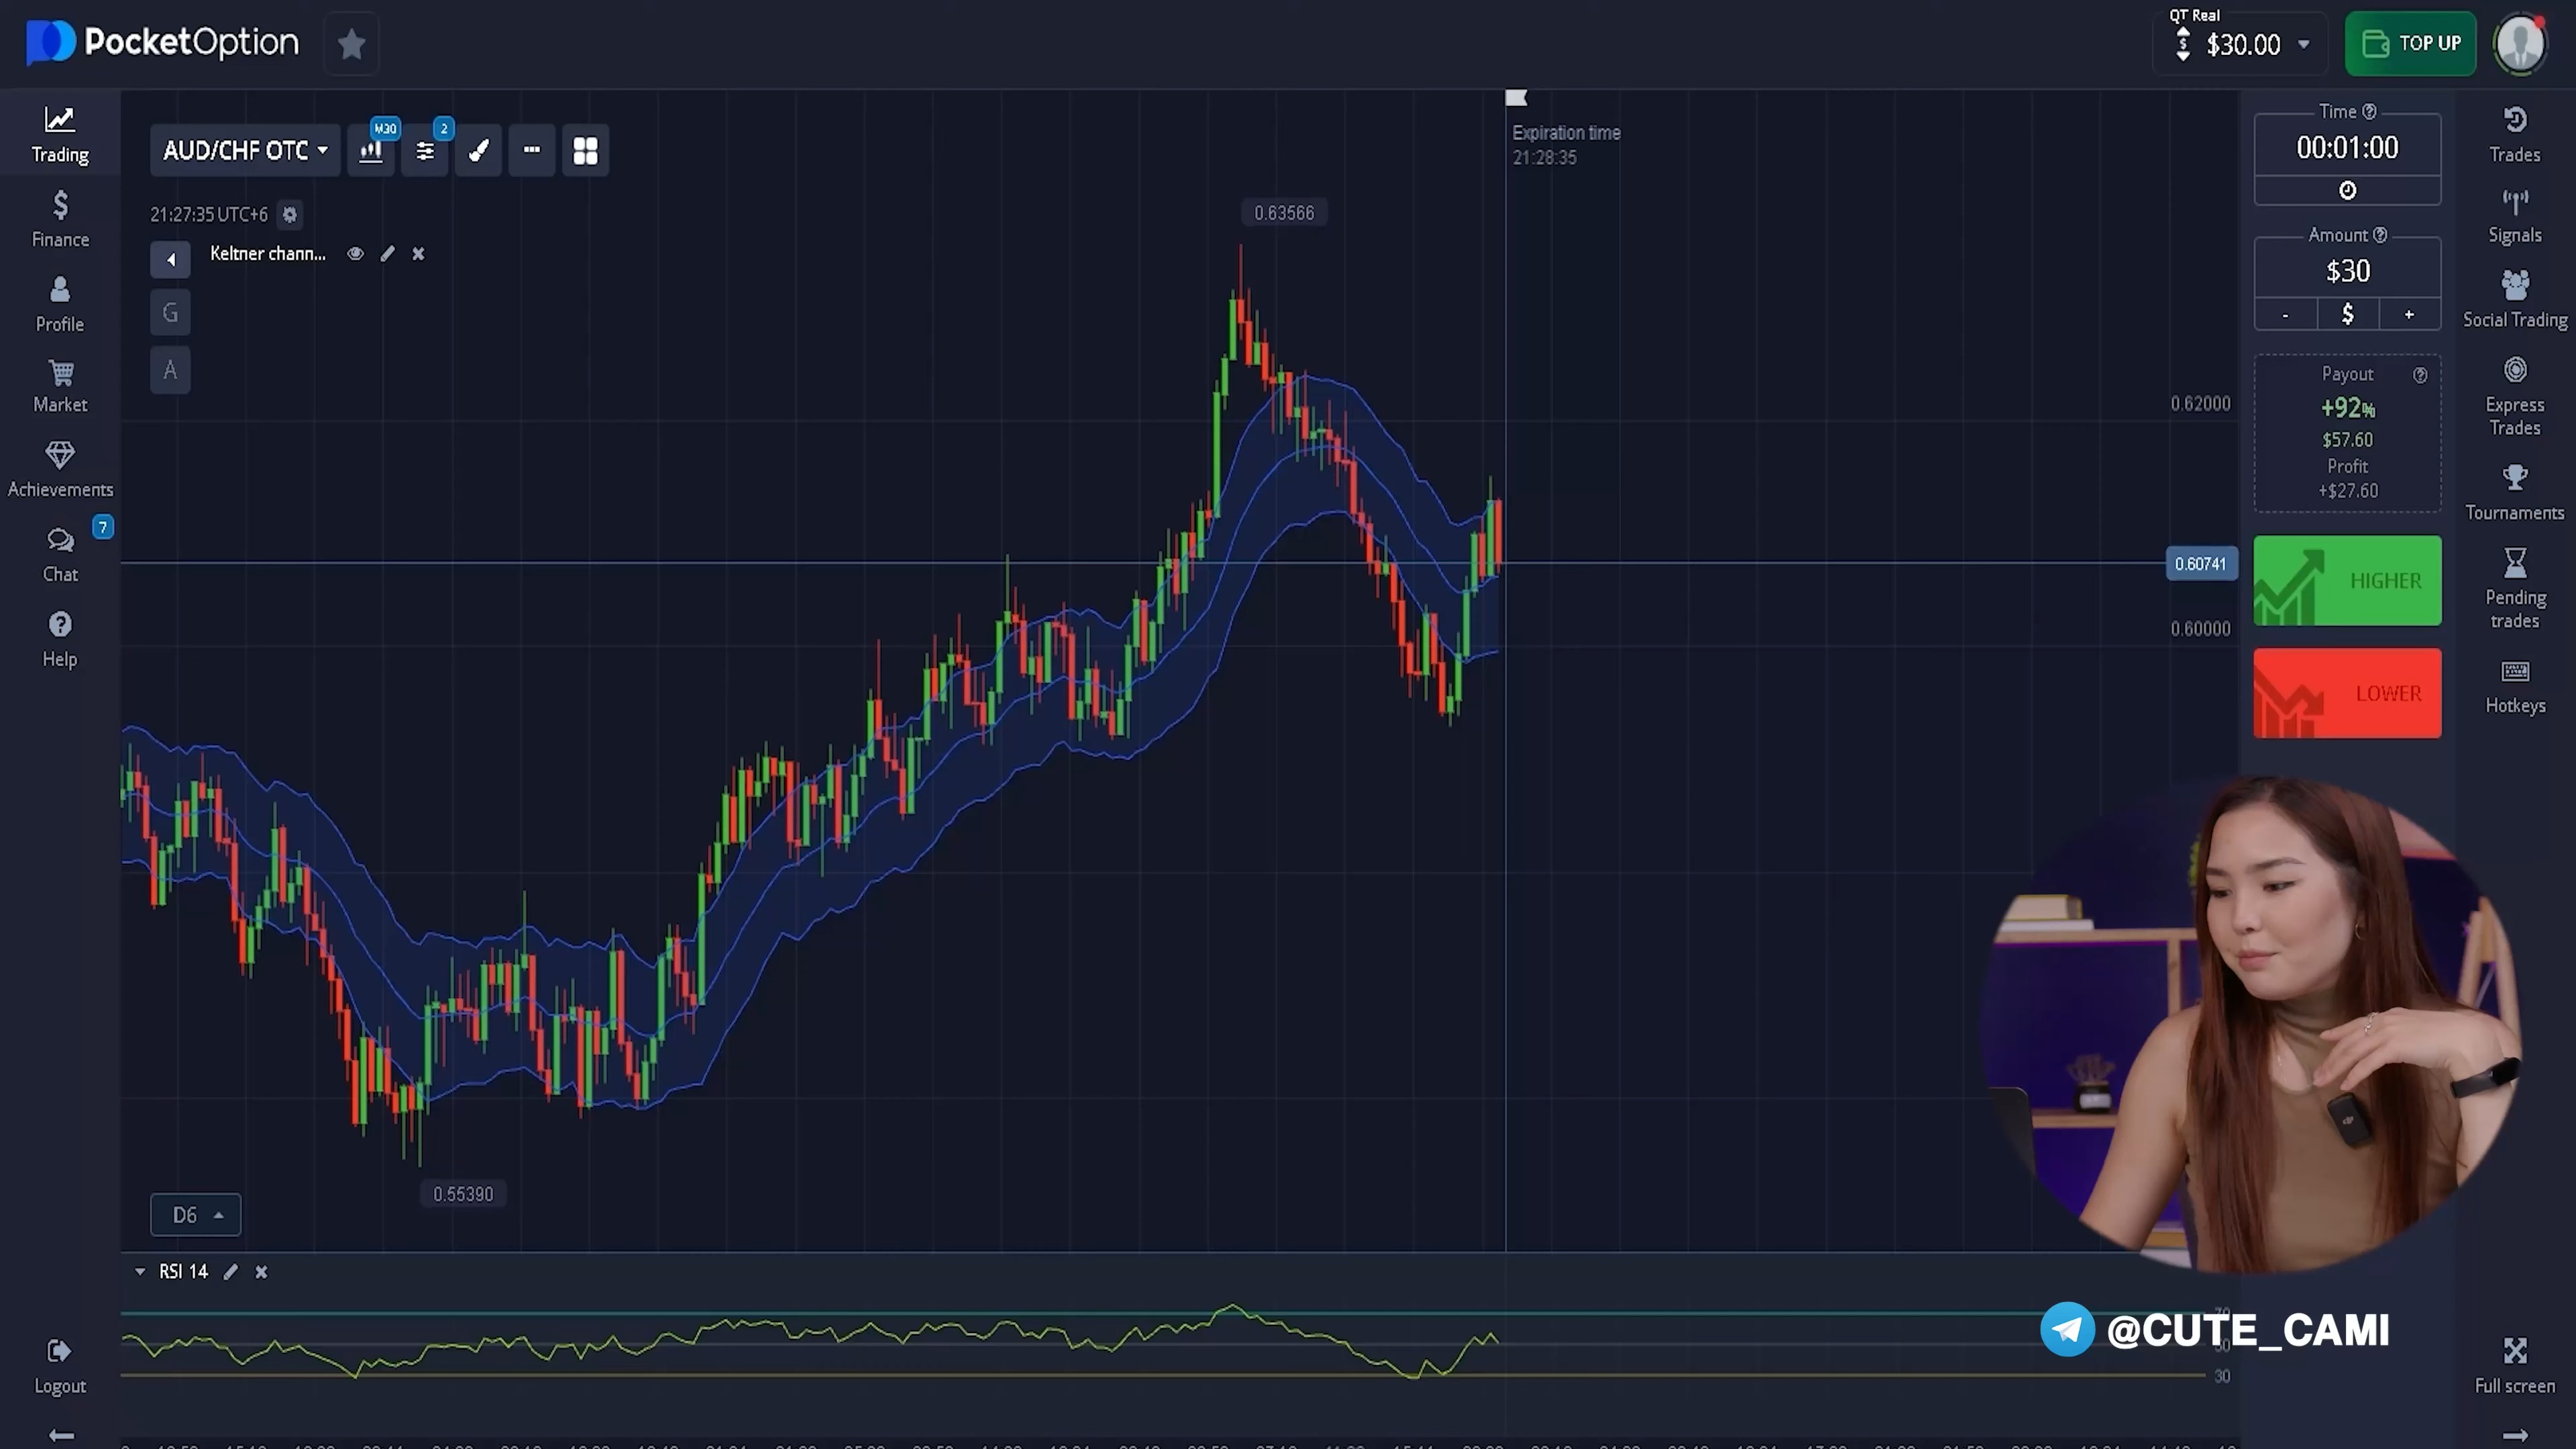 PocketOption
QT Real
$30.00
TOP UP
Trading
Finance
Profile
Market
Achievements
7
Chat
Help
Logout
AUD/CHF OTC
M30
2
21:27:35 UTC+6
Keltner chann...
G
A
Expiration time
21:28:35
0.63566
0.62000
0.60741
0.60000
0.55390
D6
RSI 14
30
Time
00:01:00
Amount
$30
- $ +
Payout
+92%
$57.60
Profit
+$27.60
HIGHER
LOWER
Trades
Signals
Social Trading
Express
Trades
Tournaments
Pending
trades
Hotkeys
Full screen
@CUTE_CAMI